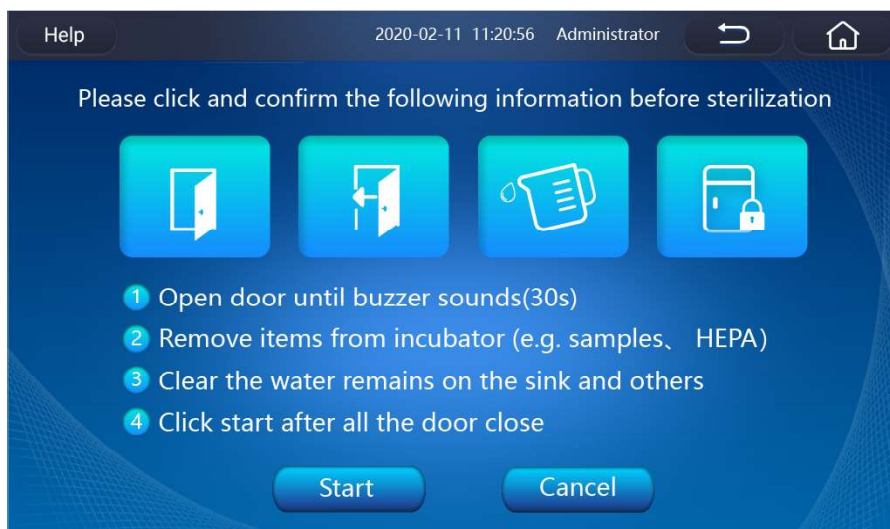 Help 2020-02-11 11:20:56 Administrator
Please click and confirm the following information before sterilization
1 Open door until buzzer sounds(30s)
2 Remove items from incubator (e.g. samples、 HEPA)
3 Clear the water remains on the sink and others
4 Click start after all the door close
Start Cancel